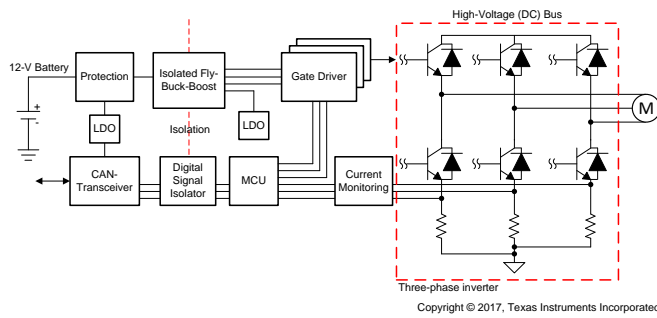 High-Voltage (DC) Bus
12-V Battery
Protection
Isolated Fly-
Buck-Boost
Gate Driver
+
-
LDO
Isolation
LDO
M
CAN-
Transceiver
Digital
Signal
Isolator
MCU
Current
Monitoring
Three-phase inverter
Copyright © 2017, Texas Instruments Incorporated